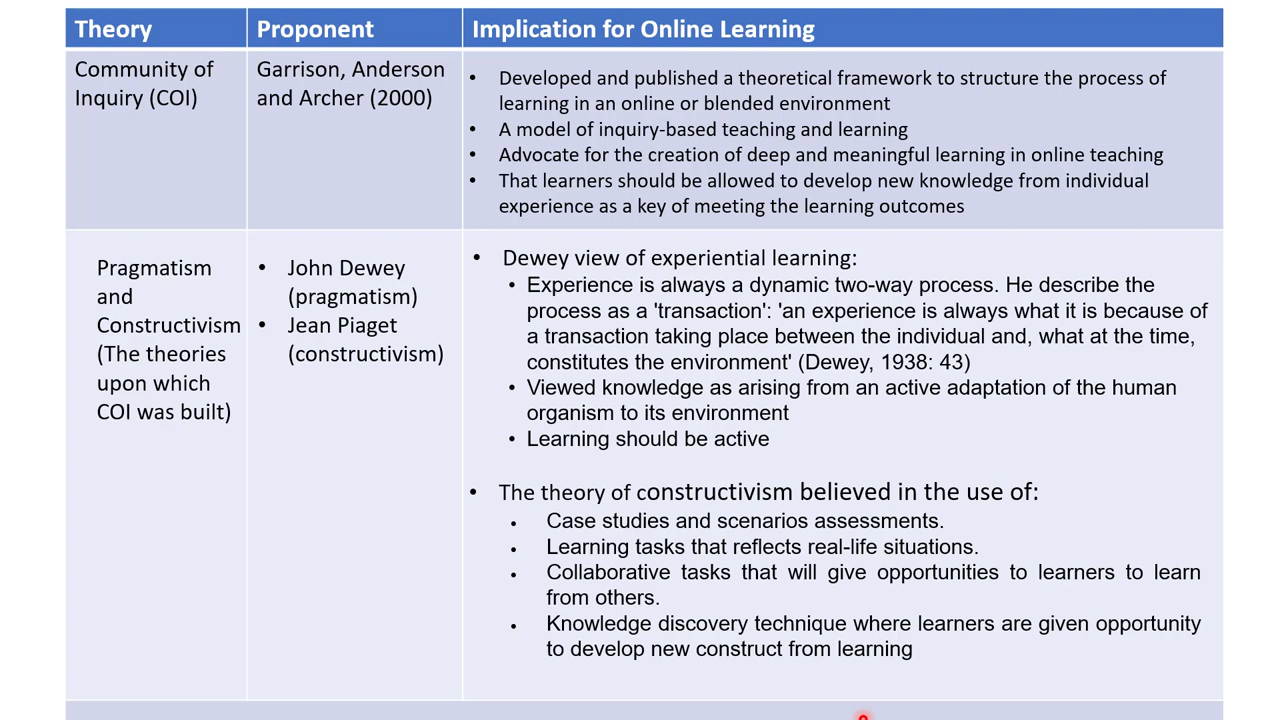 Theory
Proponent
Implication for Online Learning
Community of
Inquiry (COI)
Garrison, Anderson
and Archer (2000)
• Developed and published a theoretical framework to structure the process of
learning in an online or blended environment
• A model of inquiry-based teaching and learning
• Advocate for the creation of deep and meaningful learning in online teaching
• That learners should be allowed to develop new knowledge from individual
experience as a key of meeting the learning outcomes
Pragmatism
and
Constructivism
(The theories
upon which
COI was built)
• John Dewey
(pragmatism)
• Jean Piaget
(constructivism)
• Dewey view of experiential learning:
• Experience is always a dynamic two-way process. He describe the
process as a 'transaction': 'an experience is always what it is because of
a transaction taking place between the individual and, what at the time,
constitutes the environment' (Dewey, 1938: 43)
• Viewed knowledge as arising from an active adaptation of the human
organism to its environment
• Learning should be active
• The theory of constructivism believed in the use of:
• Case studies and scenarios assessments.
• Learning tasks that reflects real-life situations.
• Collaborative tasks that will give opportunities to learners to learn
from others.
• Knowledge discovery technique where learners are given opportunity
to develop new construct from learning